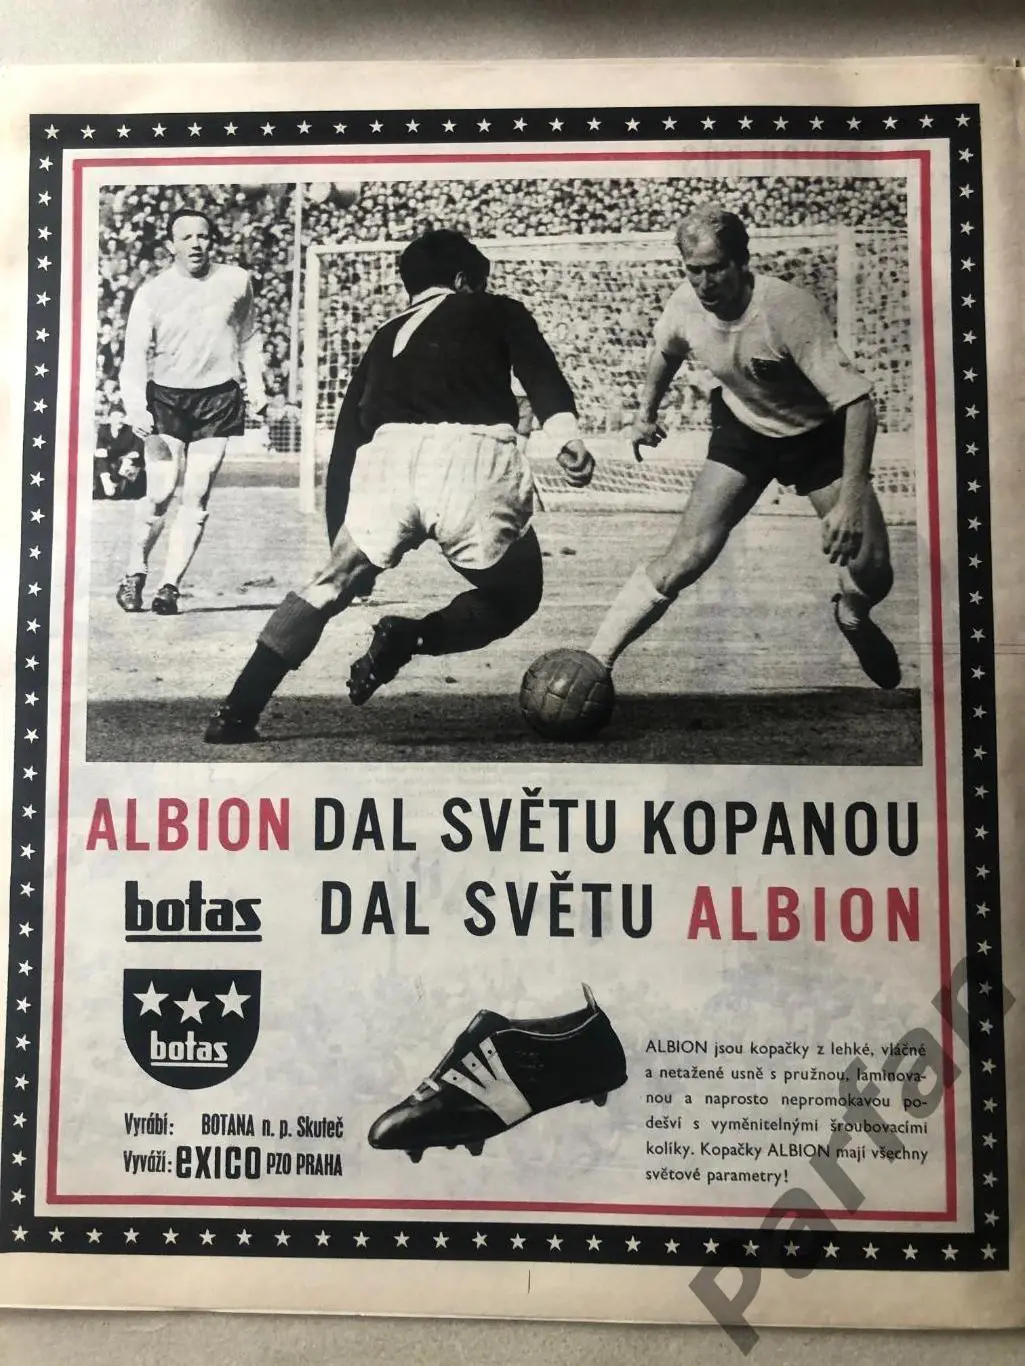 7
ALBION DAL SVĚTU KOPANOU
botas DAL SVĚTU ALBION
botas
ALBION jsou kopačky z lehké, vláčné
a netažené usně s pružnou, laminova-
nou a naprosto nepromokavou po-
dešví s vyměnitelnými šroubovacími
kolíky. Kopačky ALBION mají všechny
světové parametry!
Vyrábí: BOTANA n. p. Skuteč
Vyváží: EXICO PZO PRAHA
Parfan